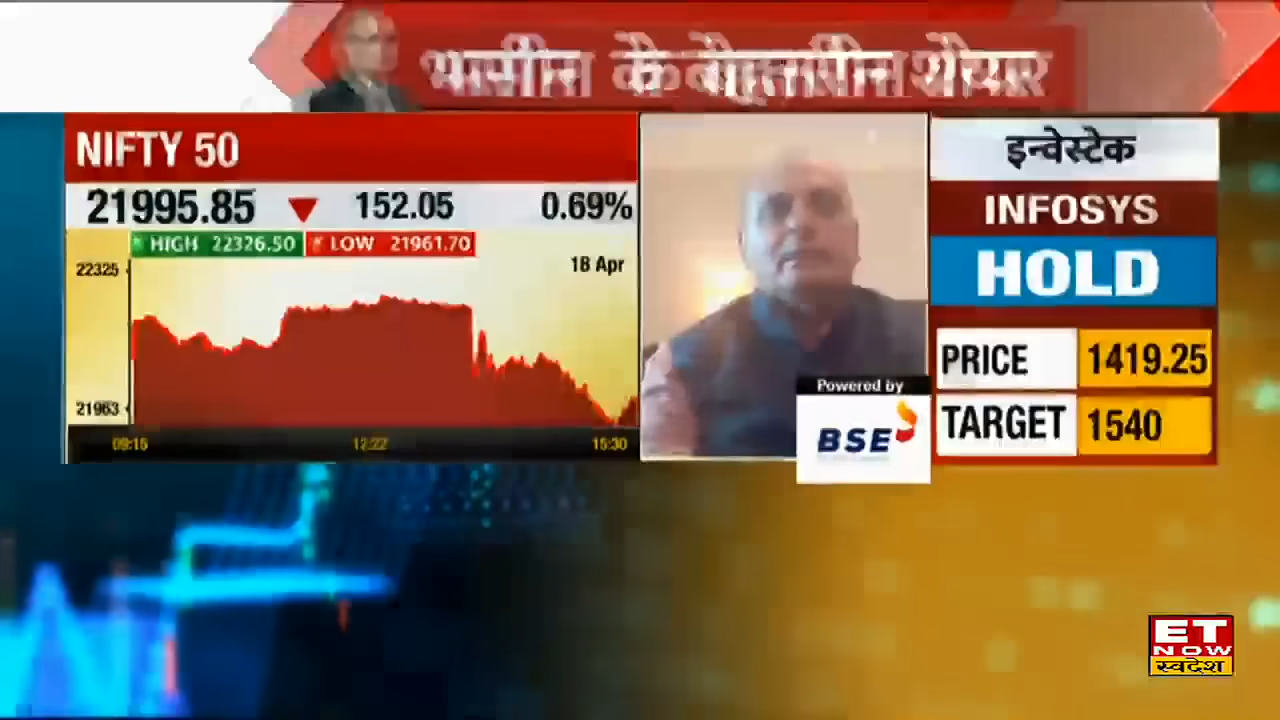 NIFTY 50
21995.85 152.05 0.69%
HIGH 22326.50 LOW 21961.70
18 Apr
22325
21963
09:15 12:22 15:30
Powered by
BSE
इन्वेस्टेक
INFOSYS
HOLD
PRICE 1419.25
TARGET 1540
ET
NOW
स्वदेश